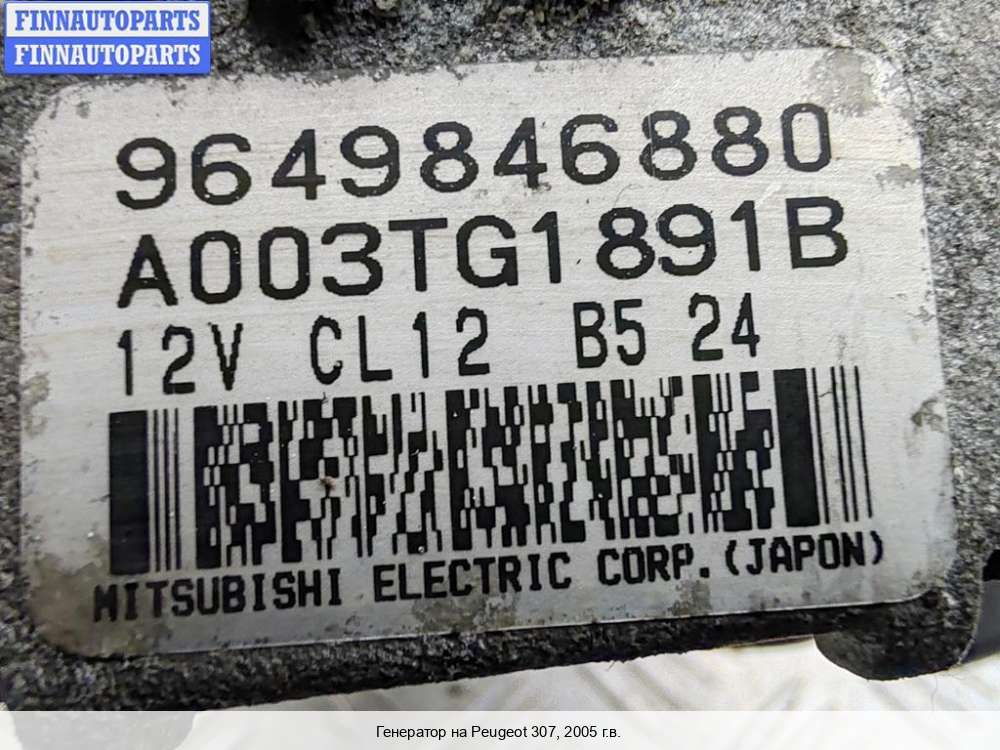 FINNAUTOPARTS
FINNAUTOPARTS
9649846880
A003TG1891B
12V CL12 B5 24
MITSUBISHI ELECTRIC CORP.(JAPON)
Генератор на Peugeot 307, 2005 г.в.